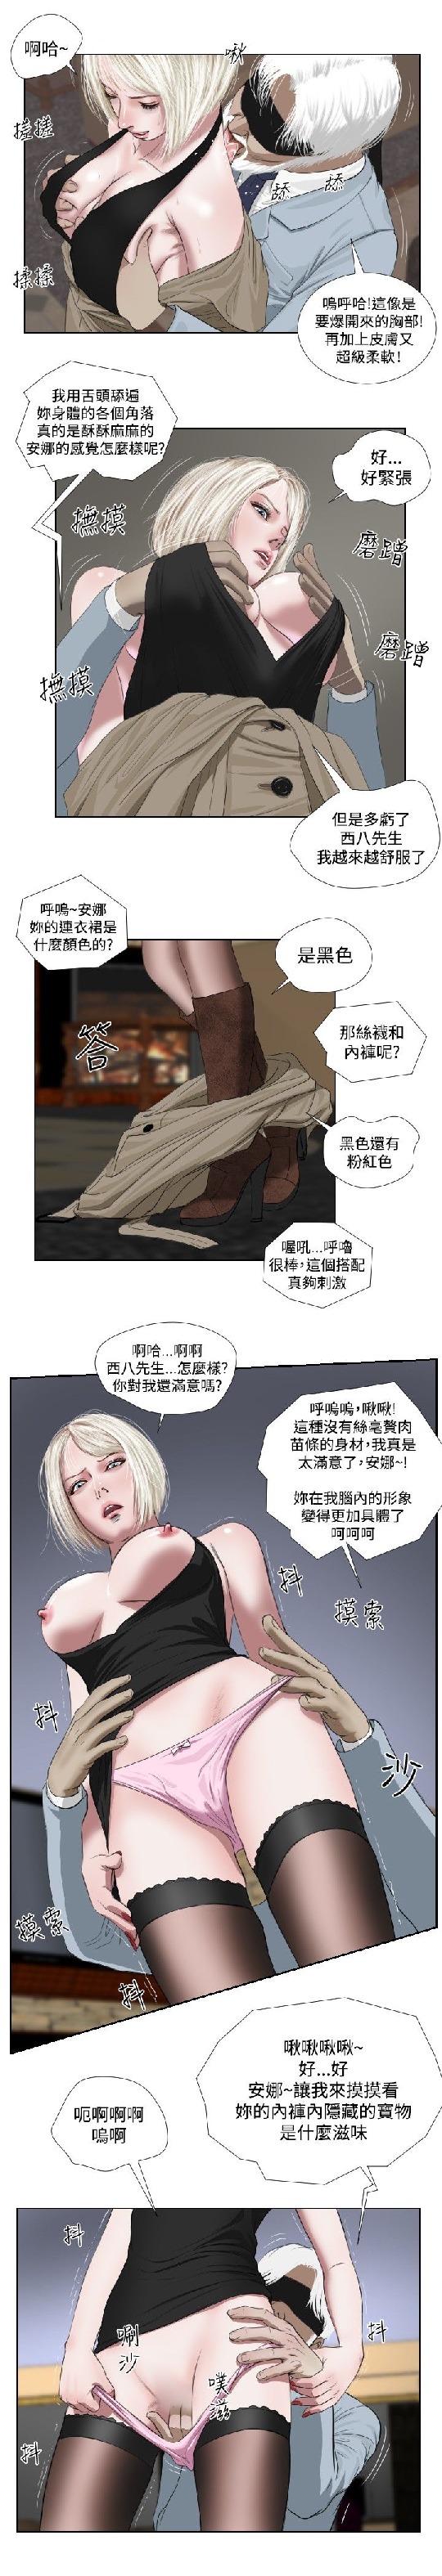 啊哈~
啾
搓搓
舔 舔
揉揉
嗚呼哈!這像是
要爆開來的胸部!
再加上皮膚又
超級柔軟!
我用舌頭舔遍
妳身體的各個角落
真的是酥酥麻麻的
安娜的感覺怎麼樣呢?
好...
好緊張
撫摸
磨蹭
磨蹭
撫摸
但是多虧了
西八先生
我越來越舒服了
呼嗚~安娜
妳的連衣裙是
什麼顏色的?
是黑色
答
那絲襪和
內褲呢?
黑色還有
粉紅色
喔吼...呼嚕
很棒,這個搭配
真夠刺激
啊哈...啊啊
西八先生...怎麼樣?
你對我還滿意嗎?
呼嗚嗚,啾啾!
這種沒有絲毫贅肉
苗條的身材,我真是
太滿意了,安娜~!
妳在我腦內的形象
變得更加具體了
呵呵呵
抖
摸索
抖
沙
摸索
抖
啾啾啾啾~
好...好
安娜~讓我來摸摸看
妳的內褲內隱藏的寶物
是什麼滋味
呃啊啊啊
嗚啊
抖
唰
沙
抖
噗
滋
抖